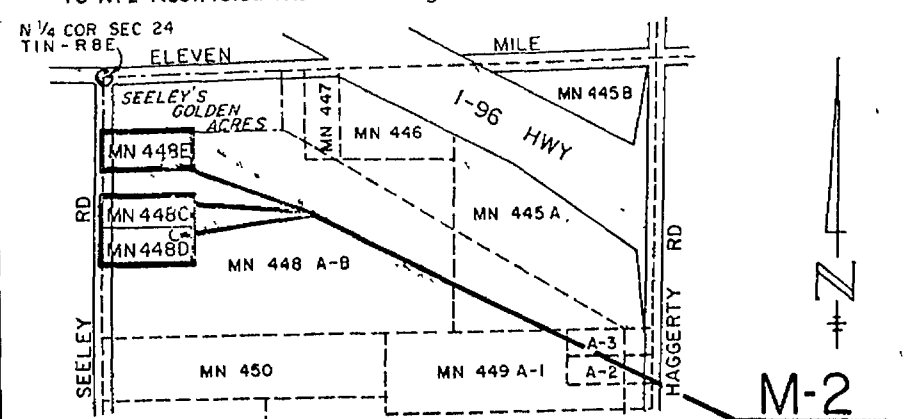 N 1/4 COR SEC 24
T1N-R8E
ELEVEN
MILE
SEELEY'S
GOLDEN
ACRES
MN 447
MN 446
I-96
HWY
MN 445B
MN 448E
MN 445A
RD
MN 448C
MN 448D
MN 448 A-B
RD
N
SEELEY
MN 450
MN 449 A-1
A-3
A-2
HAGGERTY
M-2